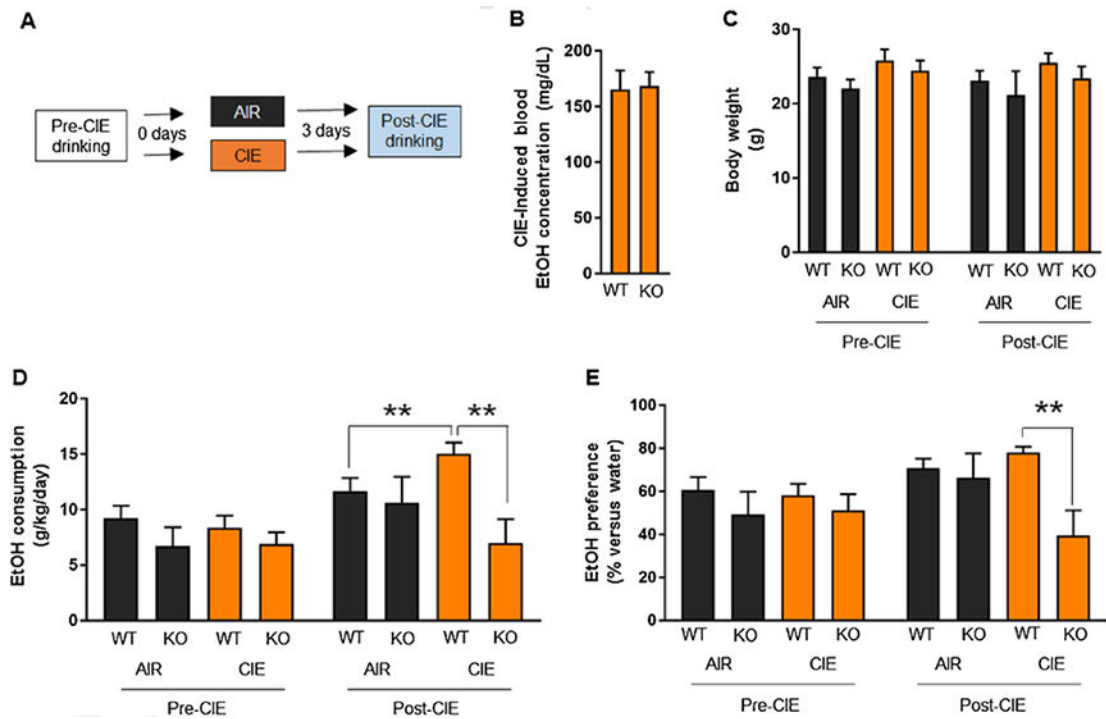 A
Pre-CIE
drinking
0 days
AIR
CIE
3 days
Post-CIE
drinking
B
CIE-Induced blood
EtOH concentration (mg/dL)
200
150
100
50
0
WT KO
C
Body weight
(g)
30
20
10
0
WT KO WT KO WT KO WT KO
AIR CIE AIR CIE
Pre-CIE Post-CIE
D
EtOH consumption
(g/kg/day)
20
15
10
5
0
** **
WT KO WT KO WT KO WT KO
AIR CIE AIR CIE
Pre-CIE Post-CIE
E
EtOH preference
(% versus water)
100
80
60
40
20
0
**
WT KO WT KO WT KO WT KO
AIR CIE AIR CIE
Pre-CIE Post-CIE